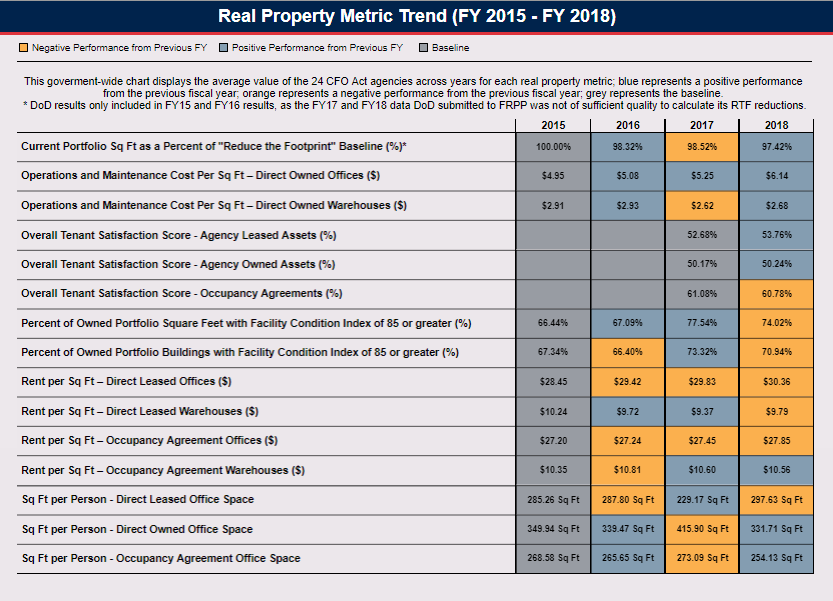 Real Property Metric Trend (FY 2015 - FY 2018)
Negative Performance from Previous FY Positive Performance from Previous FY Baseline
This goverment-wide chart displays the average value of the 24 CFO Act agencies across years for each real property metric; blue represents a positive performance
from the previous fiscal year; orange represents a negative performance from the previous fiscal year; grey represents the baseline.
* DoD results only included in FY15 and FY16 results, as the FY17 and FY18 data DoD submitted to FRPP was not of sufficient quality to calculate its RTF reductions.
2015 2016 2017 2018
Current Portfolio Sq Ft as a Percent of "Reduce the Footprint" Baseline (%)* 100.00% 98.32% 98.52% 97.42%
Operations and Maintenance Cost Per Sq Ft – Direct Owned Offices ($) $4.95 $5.08 $5.25 $6.14
Operations and Maintenance Cost Per Sq Ft – Direct Owned Warehouses ($) $2.91 $2.93 $2.62 $2.68
Overall Tenant Satisfaction Score - Agency Leased Assets (%) 52.68% 53.76%
Overall Tenant Satisfaction Score - Agency Owned Assets (%) 50.17% 50.24%
Overall Tenant Satisfaction Score - Occupancy Agreements (%) 61.08% 60.78%
Percent of Owned Portfolio Square Feet with Facility Condition Index of 85 or greater (%) 66.44% 67.09% 77.54% 74.02%
Percent of Owned Portfolio Buildings with Facility Condition Index of 85 or greater (%) 67.34% 66.40% 73.32% 70.94%
Rent per Sq Ft – Direct Leased Offices ($) $28.45 $29.42 $29.83 $30.36
Rent per Sq Ft – Direct Leased Warehouses ($) $10.24 $9.72 $9.37 $9.79
Rent per Sq Ft – Occupancy Agreement Offices ($) $27.20 $27.24 $27.45 $27.85
Rent per Sq Ft – Occupancy Agreement Warehouses ($) $10.35 $10.81 $10.60 $10.56
Sq Ft per Person - Direct Leased Office Space 285.26 Sq Ft 287.80 Sq Ft 229.17 Sq Ft 297.63 Sq Ft
Sq Ft per Person - Direct Owned Office Space 349.94 Sq Ft 339.47 Sq Ft 415.90 Sq Ft 331.71 Sq Ft
Sq Ft per Person - Occupancy Agreement Office Space 268.58 Sq Ft 265.65 Sq Ft 273.09 Sq Ft 254.13 Sq Ft